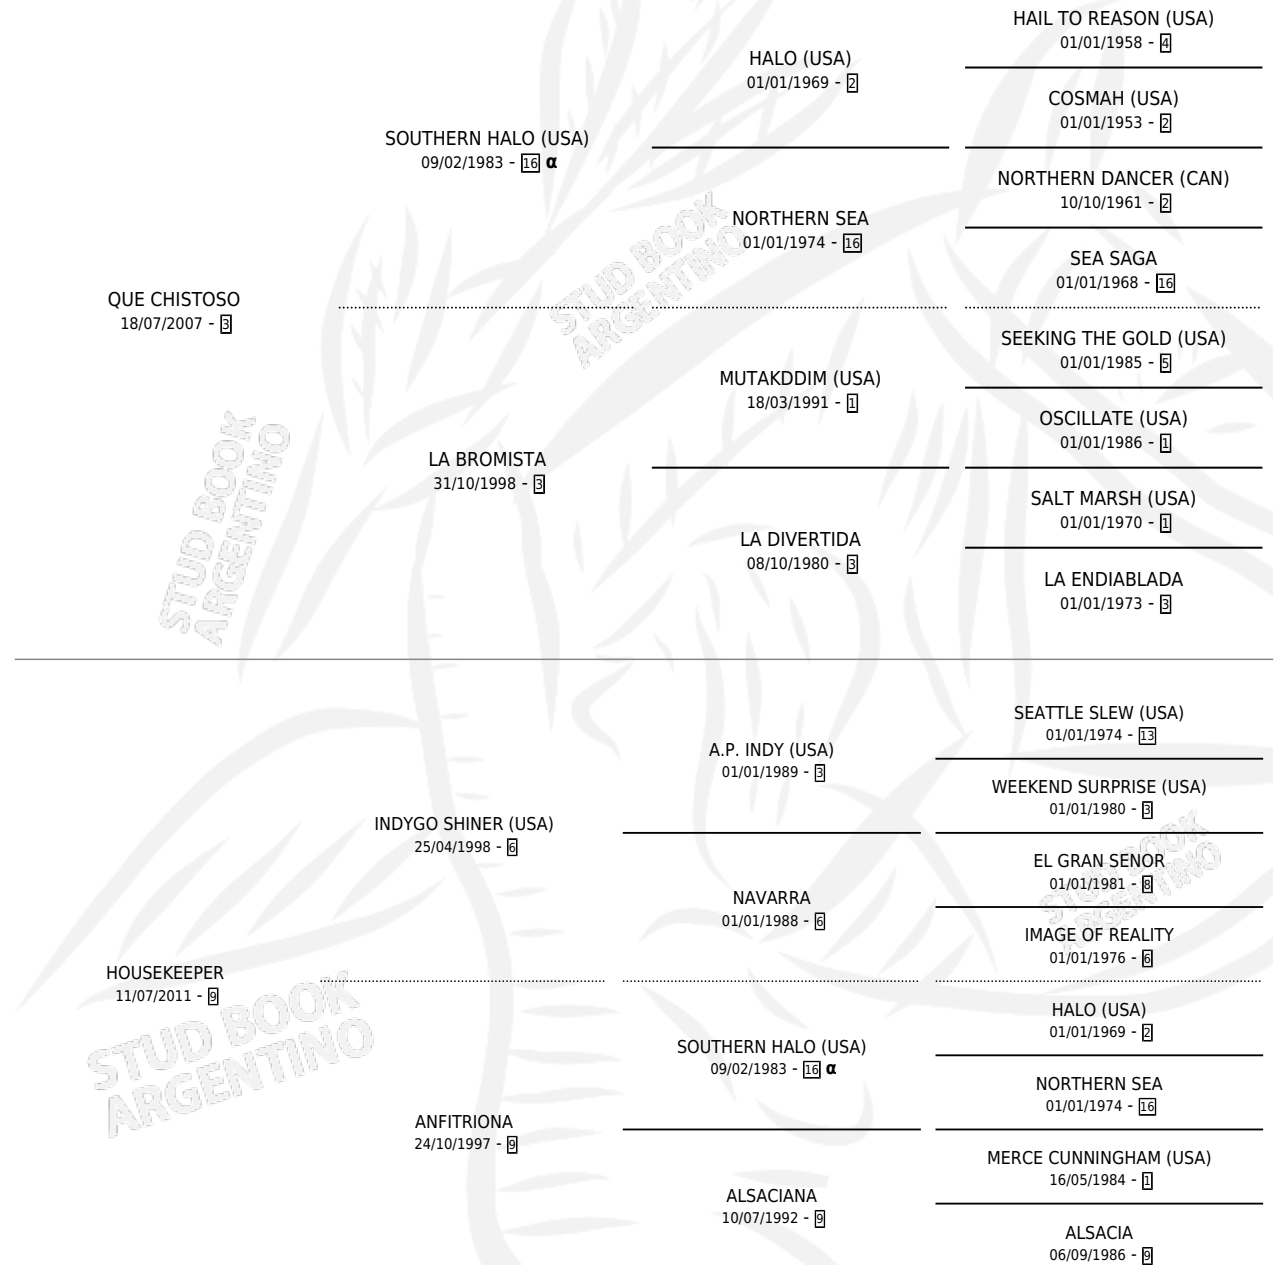 HAIL TO REASON (USA)
01/01/1958 - 4
HALO (USA)
01/01/1969 - 2
COSMAH (USA)
01/01/1953 - 2
SOUTHERN HALO (USA)
09/02/1983 - 16 α
NORTHERN DANCER (CAN)
10/10/1961 - 2
NORTHERN SEA
01/01/1974 - 16
SEA SAGA
01/01/1968 - 16
QUE CHISTOSO
18/07/2007 - 3
SEEKING THE GOLD (USA)
01/01/1985 - 5
MUTAKDDIM (USA)
18/03/1991 - 1
OSCILLATE (USA)
01/01/1986 - 1
LA BROMISTA
31/10/1998 - 3
SALT MARSH (USA)
01/01/1970 - 1
LA DIVERTIDA
08/10/1980 - 3
LA ENDIABLADA
01/01/1973 - 3
SEATTLE SLEW (USA)
01/01/1974 - 13
A.P. INDY (USA)
01/01/1989 - 3
WEEKEND SURPRISE (USA)
01/01/1980 - 3
INDYGO SHINER (USA)
25/04/1998 - 6
EL GRAN SENOR
01/01/1981 - 8
NAVARRA
01/01/1988 - 6
IMAGE OF REALITY
01/01/1976 - 6
HOUSEKEEPER
11/07/2011 - 9
HALO (USA)
01/01/1969 - 2
SOUTHERN HALO (USA)
09/02/1983 - 16 α
NORTHERN SEA
01/01/1974 - 16
ANFITRIONA
24/10/1997 - 9
MERCE CUNNINGHAM (USA)
16/05/1984 - 1
ALSACIANA
10/07/1992 - 9
ALSACIA
06/09/1986 - 9
STUD BOOK
ARGENTINO
STUD BOOK
ARGENTINO
STUD BOOK
ARGENTINO
STUD BOOK
ARGENTINO